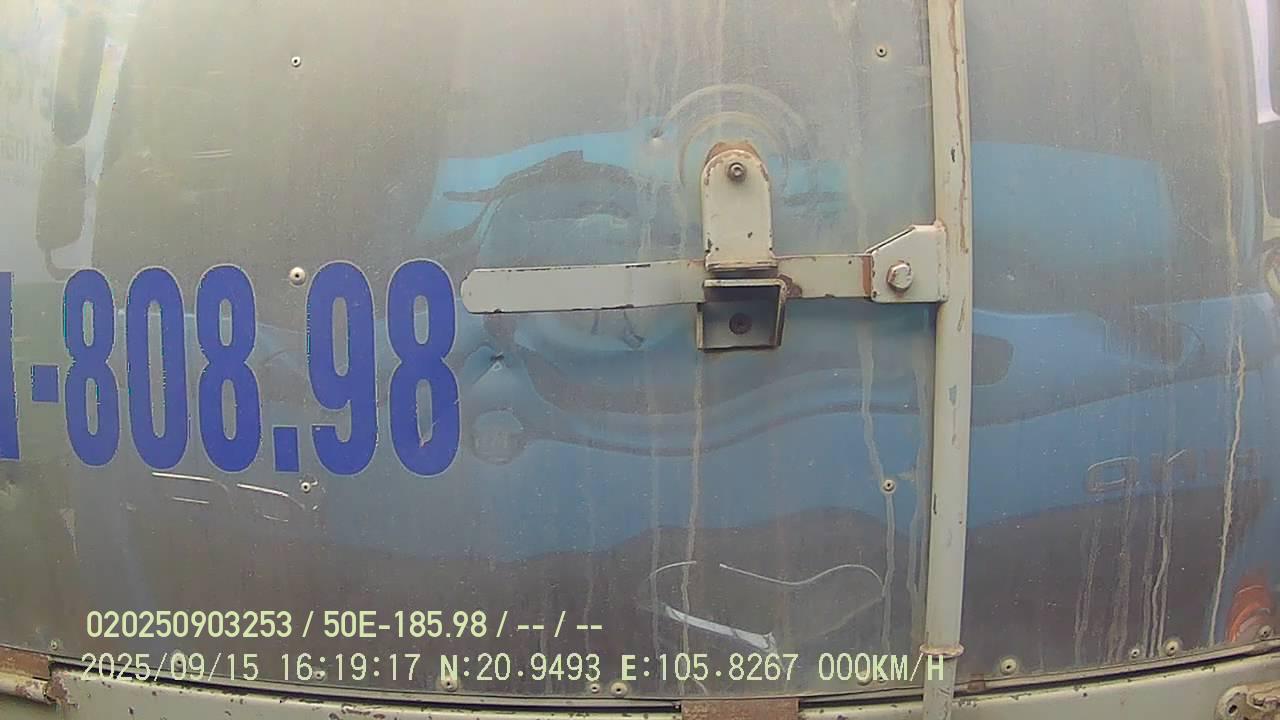 -808.98
020250903253 / 50E-185.98 / -- / --
2025/09/15 16:19:17 N:20.9493 E:105.8267 000KM/H